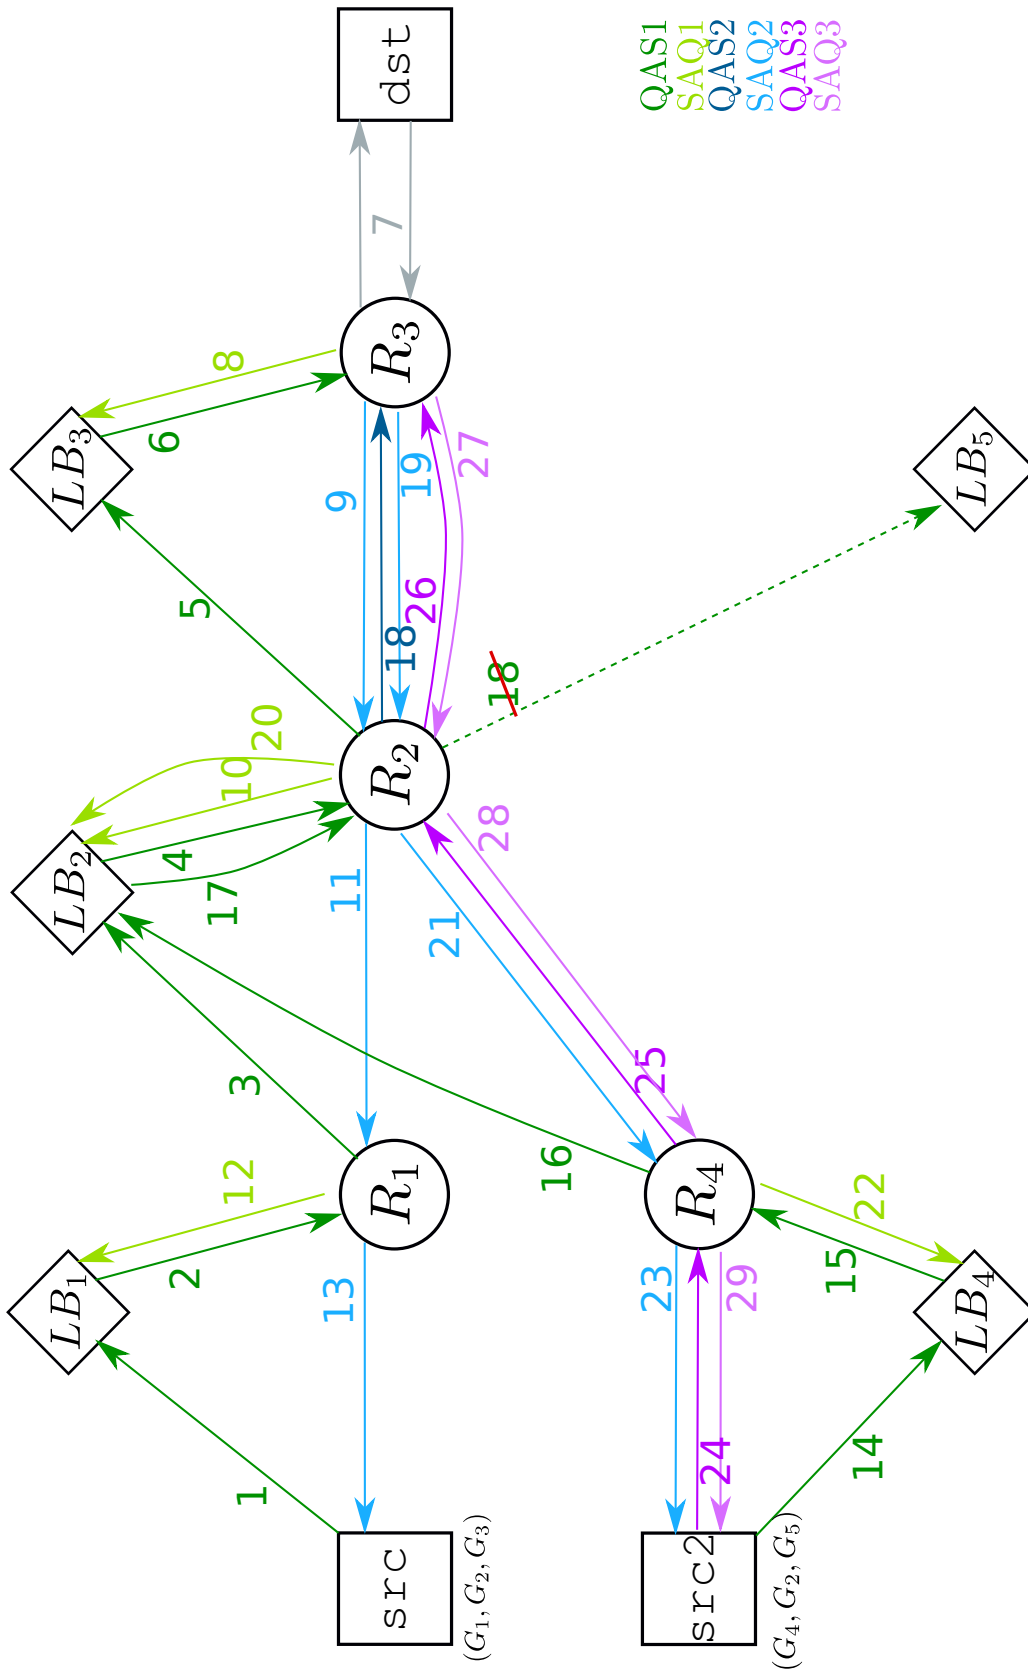 src
(G₁, G₂, G₃)
src2
(G₄, G₂, G₅)
LB₁
LB₂
LB₃
LB₄
LB₅
R₁
R₂
R₃
R₄
dst
1
2
3
4
5
6
7
8
9
10
11
12
13
14
15
16
17
18
18
19
20
21
22
23
24
25
26
27
28
29
QAS1
SAQ1
QAS2
SAQ2
QAS3
SAQ3